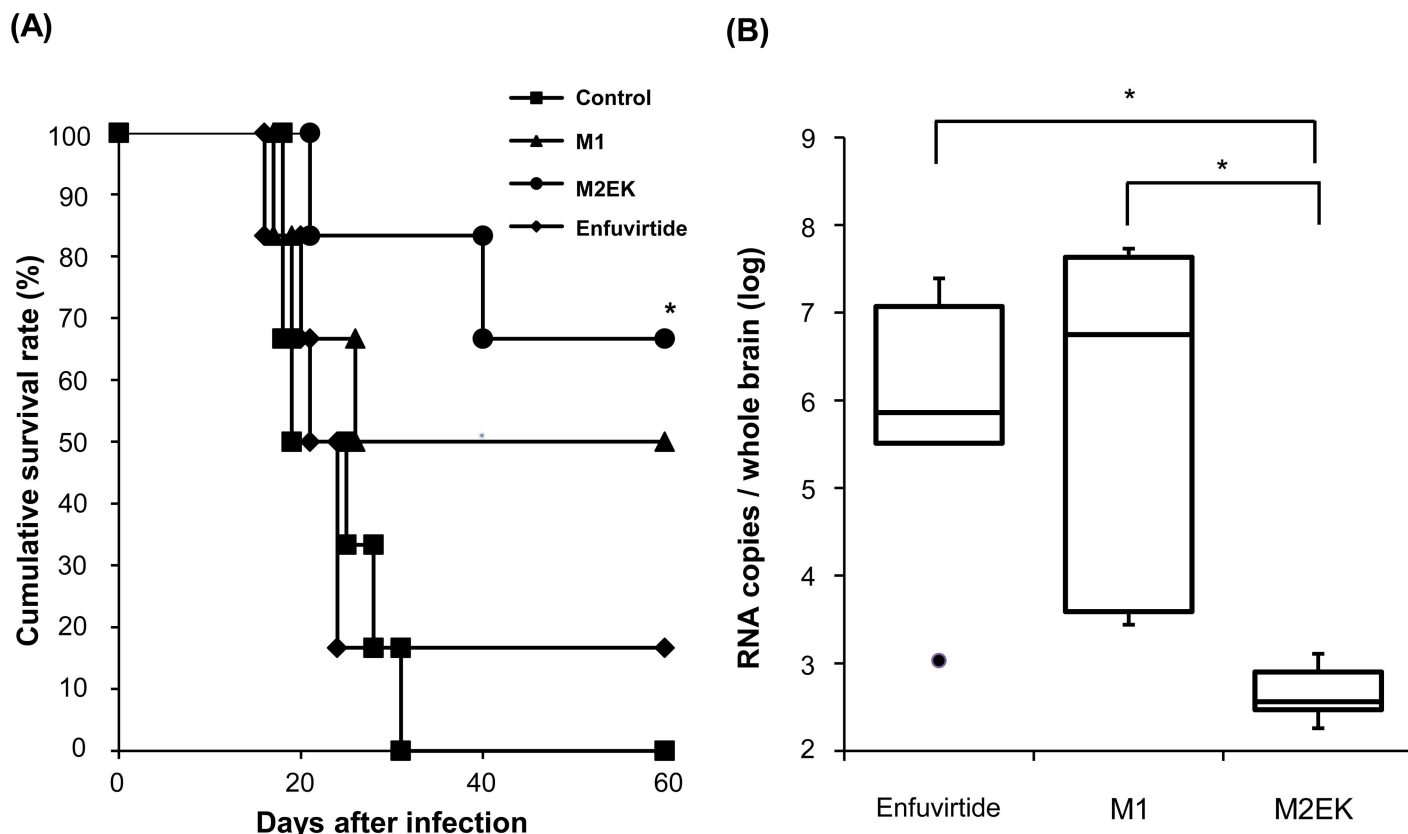 (A)
Control
M1
M2EK
Enfuvirtide
100
90
80
70
60
50
40
30
20
10
0
Cumulative survival rate (%)
*
0 20 40 60
Days after infection
(B)
*
*
9
8
7
6
5
4
3
2
RNA copies / whole brain (log)
Enfuvirtide M1 M2EK